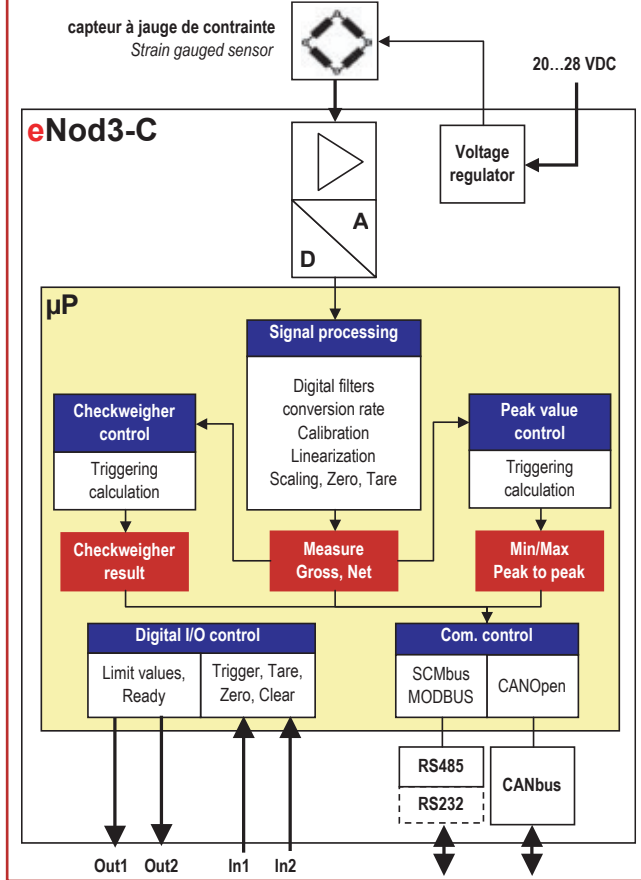 capteur à jauge de contrainte
Strain gauged sensor
20...28 VDC
eNod3-C
Voltage
regulator
A
D
µP
Signal processing
Digital filters
conversion rate
Calibration
Linearization
Scaling, Zero, Tare
Checkweigher
control
Triggering
calculation
Peak value
control
Triggering
calculation
Checkweigher
result
Measure
Gross, Net
Min/Max
Peak to peak
Digital I/O control
Limit values,
Ready
Trigger, Tare,
Zero, Clear
Com. control
SCMbus
MODBUS
CANOpen
RS485
RS232
CANbus
Out1 Out2 In1 In2